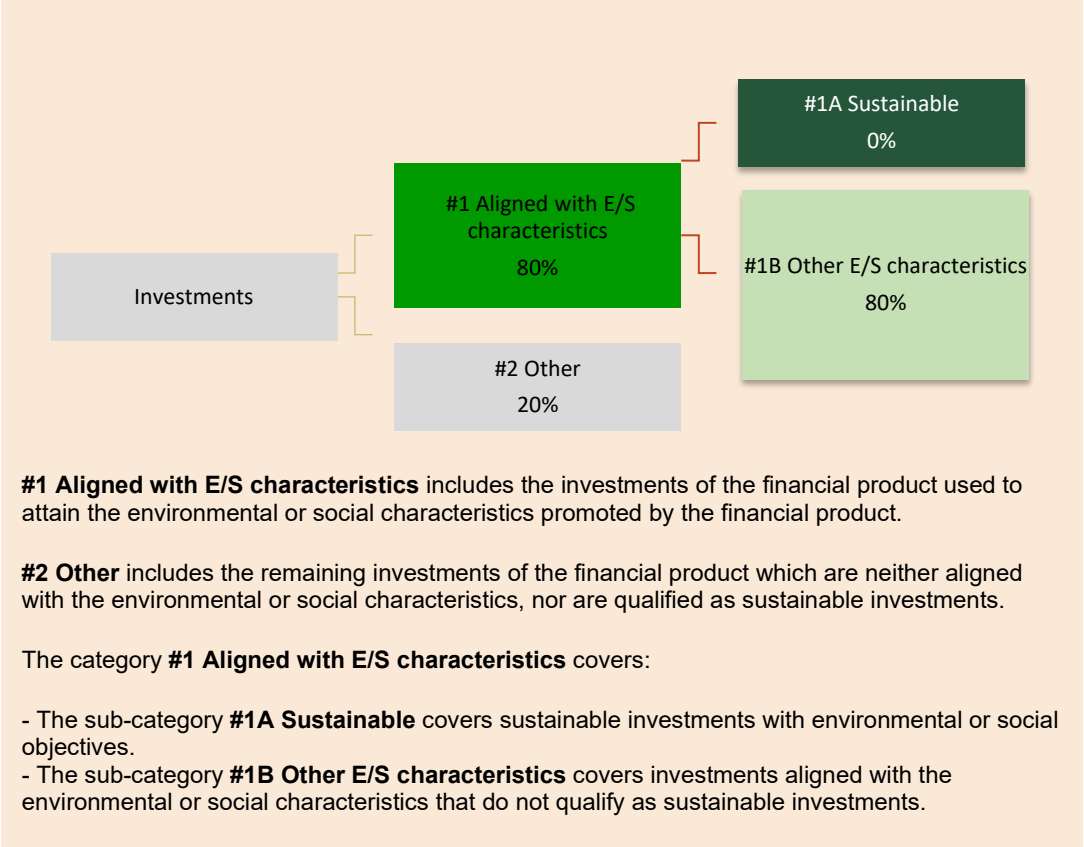 #1A Sustainable
0%
#1 Aligned with E/S
characteristics
80%
#1B Other E/S characteristics
80%
Investments
#2 Other
20%
#1 Aligned with E/S characteristics includes the investments of the financial product used to
attain the environmental or social characteristics promoted by the financial product.
#2 Other includes the remaining investments of the financial product which are neither aligned
with the environmental or social characteristics, nor are qualified as sustainable investments.
The category #1 Aligned with E/S characteristics covers:
- The sub-category #1A Sustainable covers sustainable investments with environmental or social
objectives.
- The sub-category #1B Other E/S characteristics covers investments aligned with the
environmental or social characteristics that do not qualify as sustainable investments.